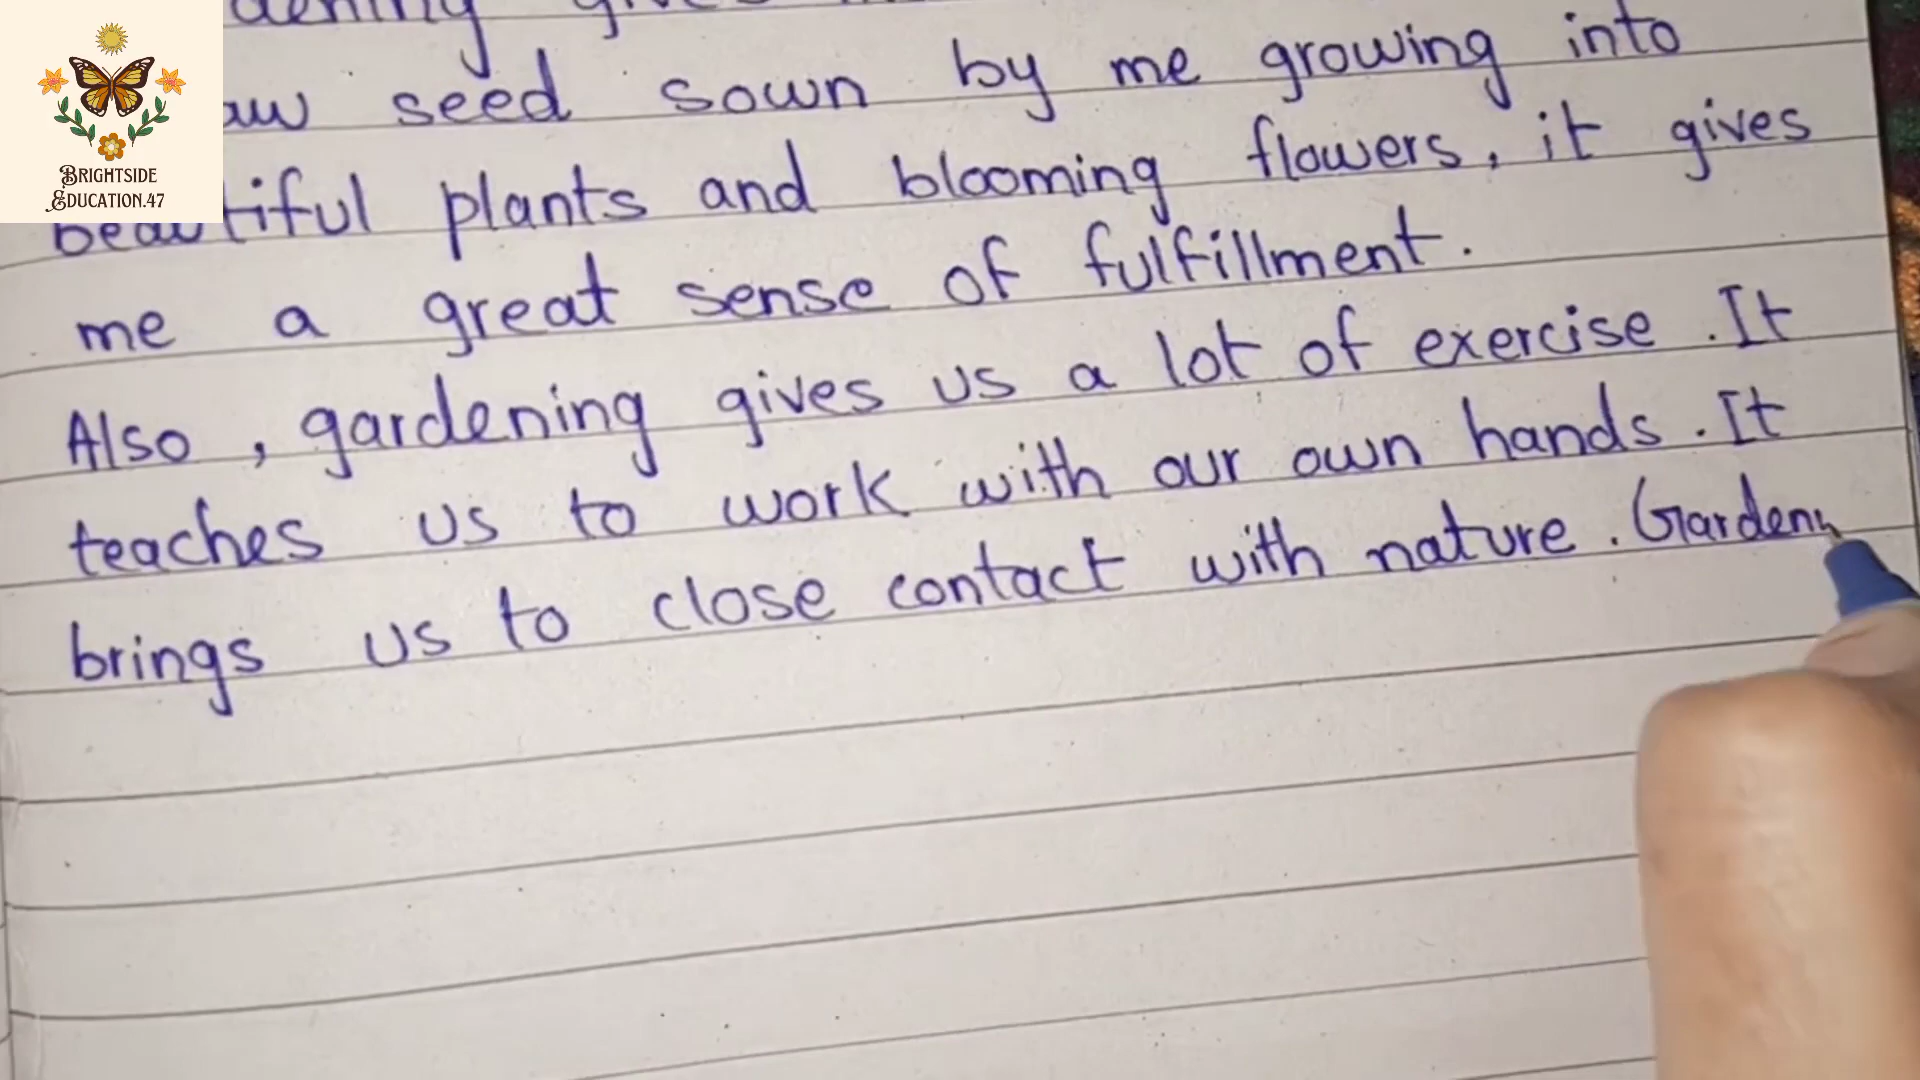 BRIGHTSIDE
EDUCATION.47
seed sown by me growing into
beautiful plants and blooming flowers, it gives
me a great sense of fulfillment.
Also, gardening gives us a lot of exercise. It
teaches us to work with our own hands. It
brings us to close contact with nature. Garden